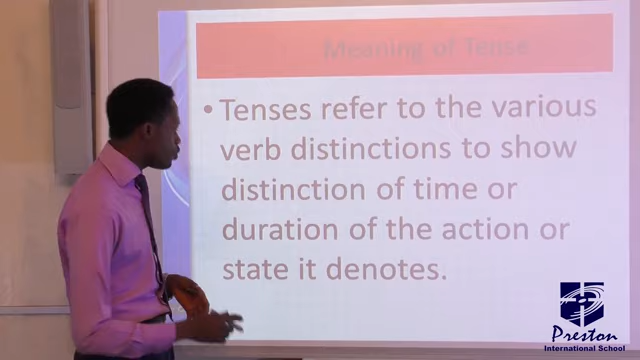 Meaning of Tense
• Tenses refer to the various
verb distinctions to show
distinction of time or
duration of the action or
state it denotes.
Preston
International School